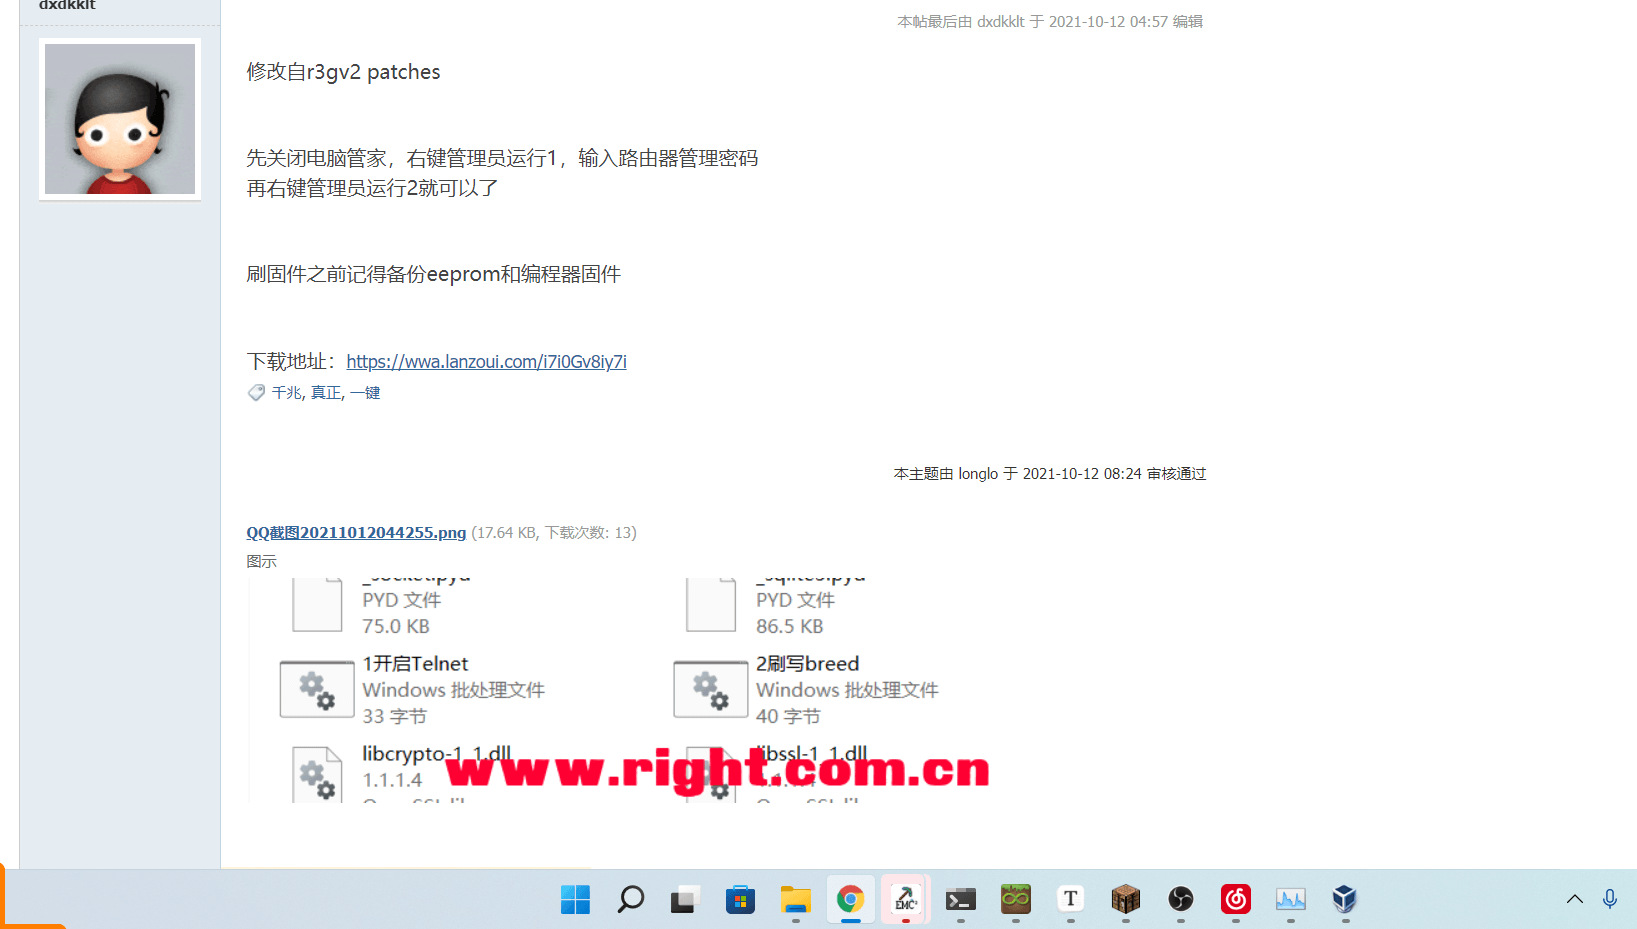 dxdkklt
本帖最后由 dxdkklt 于 2021-10-12 04:57 编辑
修改自r3gv2 patches
先关闭电脑管家，右键管理员运行1，输入路由器管理密码
再右键管理员运行2就可以了
刷固件之前记得备份eeprom和编程器固件
下载地址：https://wwa.lanzoui.com/i7i0Gv8iy7i
千兆, 真正, 一键
本主题由 longlo 于 2021-10-12 08:24 审核通过
QQ截图20211012044255.png (17.64 KB, 下载次数: 13)
图示
_socket.pyd
PYD 文件
75.0 KB
_sqlite3.pyd
PYD 文件
86.5 KB
1开启Telnet
Windows 批处理文件
33 字节
2刷写breed
Windows 批处理文件
40 字节
libcrypto-1_1.dll
1.1.1.4
libssl-1_1.dll
www.right.com.cn
EMC²
T